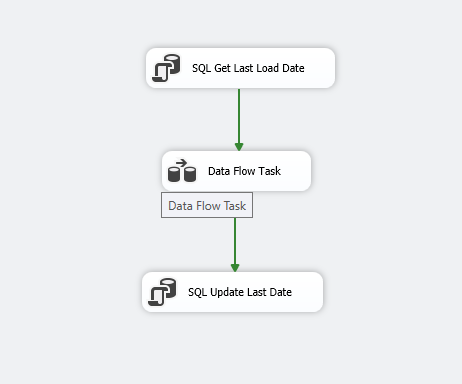 SQL Get Last Load Date
Data Flow Task
Data Flow Task
SQL Update Last Date